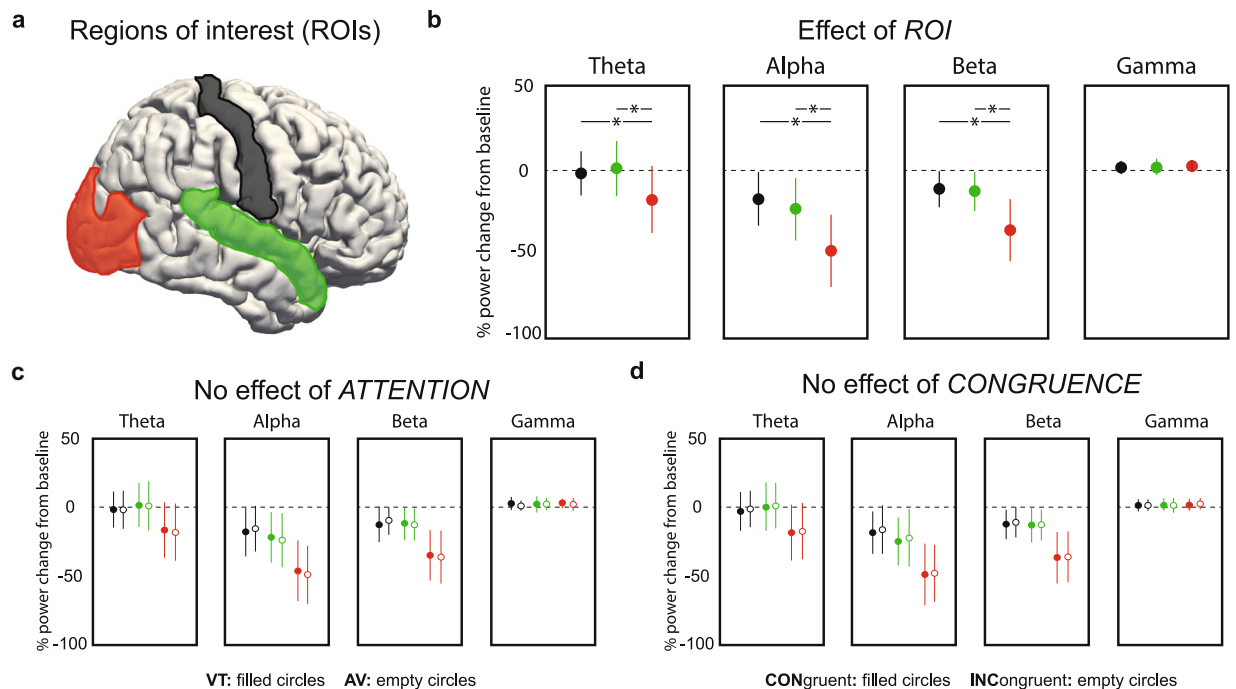 a
Regions of interest (ROIs)
b
Effect of ROI
Theta
Alpha
Beta
Gamma
% power change from baseline
50
0
-50
-100
*
*
*
*
*
*
c
No effect of ATTENTION
Theta
Alpha
Beta
Gamma
% power change from baseline
50
0
-50
-100
VT: filled circles AV: empty circles
d
No effect of CONGRUENCE
Theta
Alpha
Beta
Gamma
% power change from baseline
50
0
-50
-100
CONgruent: filled circles INCongruent: empty circles